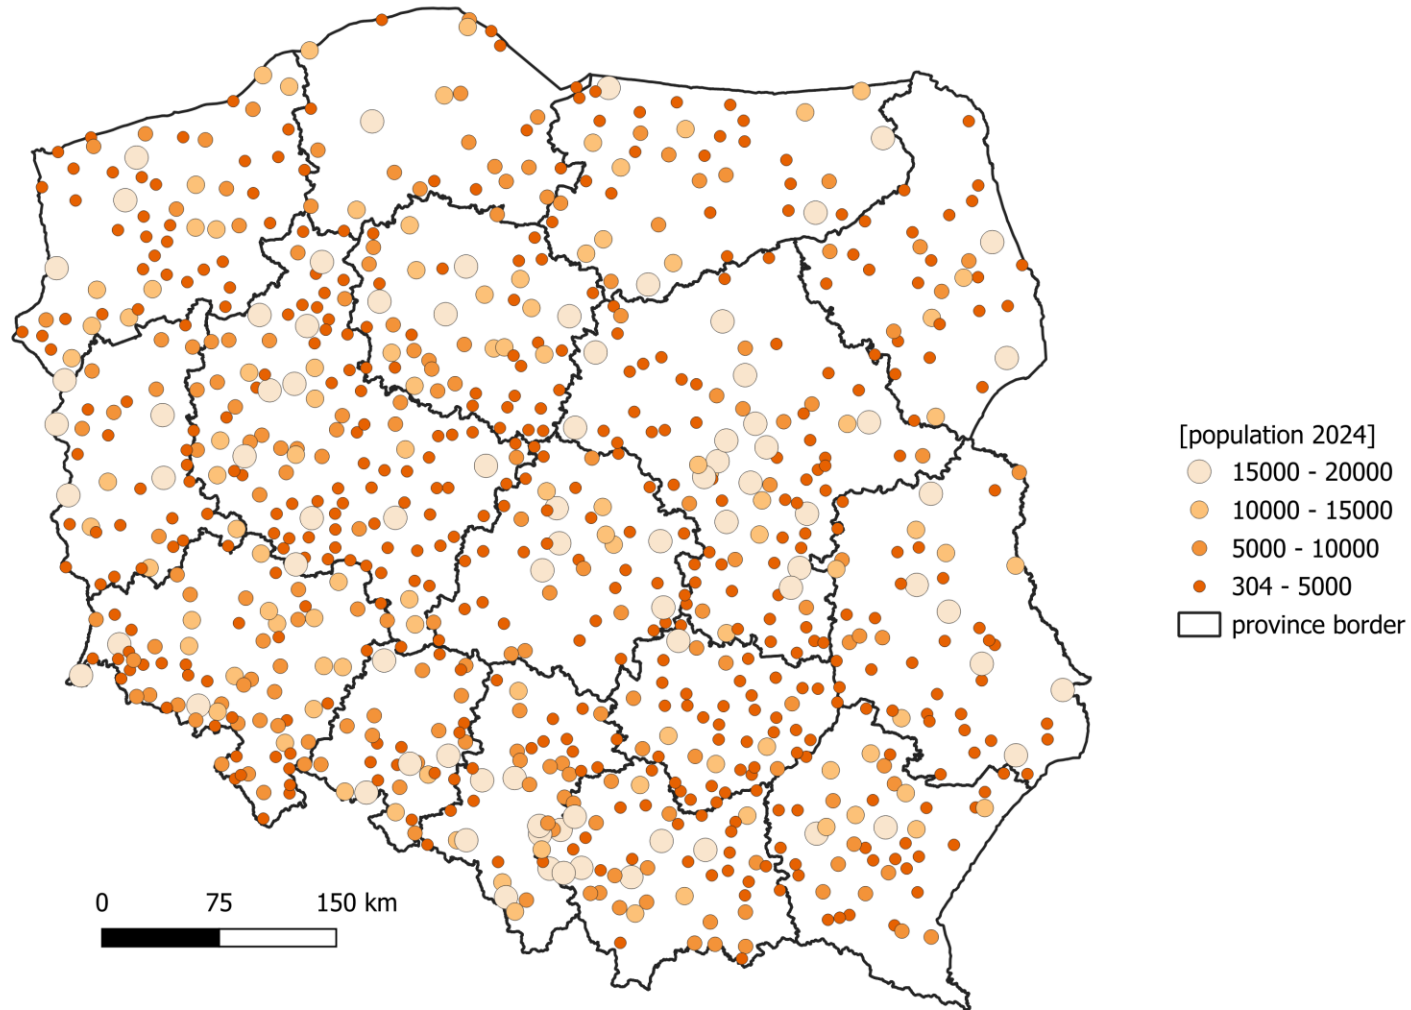 [population 2024]
15000 - 20000
10000 - 15000
5000 - 10000
304 - 5000
province border
0 75 150 km